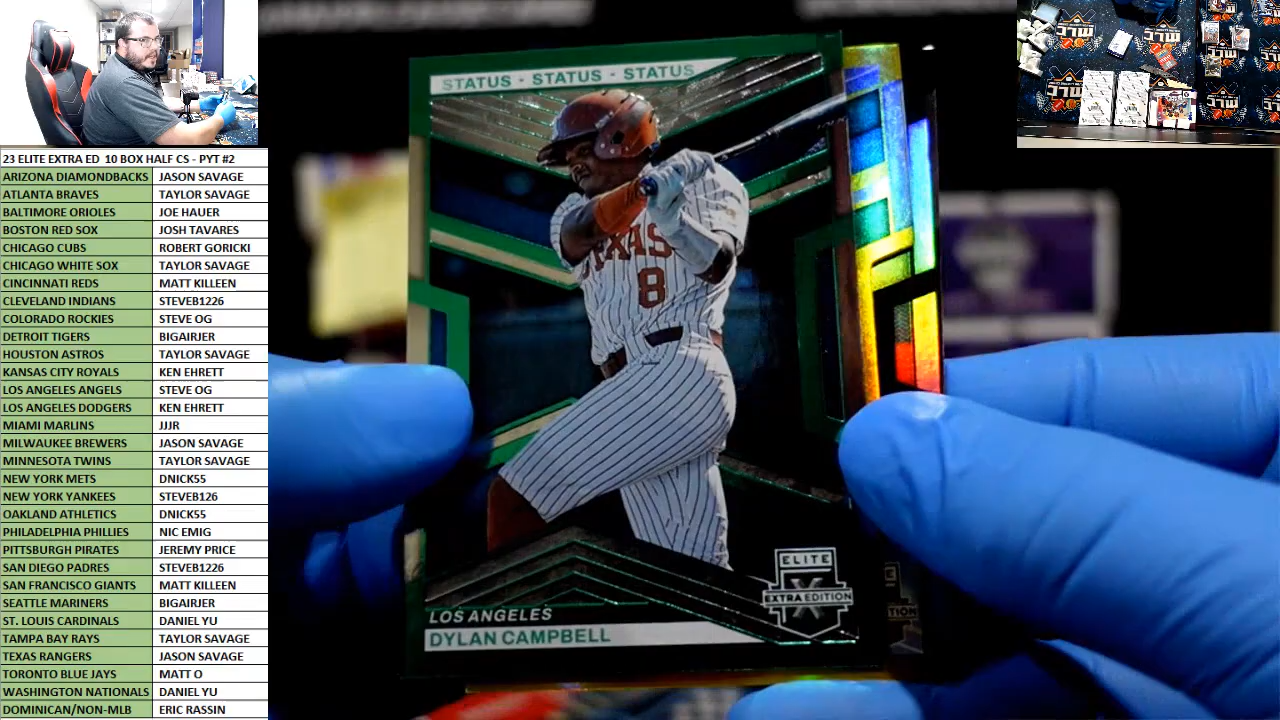 23 ELITE EXTRA ED 10 BOX HALF CS - PYT #2
ARIZONA DIAMONDBACKS JASON SAVAGE
ATLANTA BRAVES TAYLOR SAVAGE
BALTIMORE ORIOLES JOE HAUER
BOSTON RED SOX JOSH TAVARES
CHICAGO CUBS ROBERT GORICKI
CHICAGO WHITE SOX TAYLOR SAVAGE
CINCINNATI REDS MATT KILLEEN
CLEVELAND INDIANS STEVEB1226
COLORADO ROCKIES STEVE OG
DETROIT TIGERS BIGAIRJER
HOUSTON ASTROS TAYLOR SAVAGE
KANSAS CITY ROYALS KEN EHRETT
LOS ANGELES ANGELS STEVE OG
LOS ANGELES DODGERS KEN EHRETT
MIAMI MARLINS JJJR
MILWAUKEE BREWERS JASON SAVAGE
MINNESOTA TWINS TAYLOR SAVAGE
NEW YORK METS DNICK55
NEW YORK YANKEES STEVEB126
OAKLAND ATHLETICS DNICK55
PHILADELPHIA PHILLIES NIC EMIG
PITTSBURGH PIRATES JEREMY PRICE
SAN DIEGO PADRES STEVEB1226
SAN FRANCISCO GIANTS MATT KILLEEN
SEATTLE MARINERS BIGAIRJER
ST. LOUIS CARDINALS DANIEL YU
TAMPA BAY RAYS TAYLOR SAVAGE
TEXAS RANGERS JASON SAVAGE
TORONTO BLUE JAYS MATT O
WASHINGTON NATIONALS DANIEL YU
DOMINICAN/NON-MLB ERIC RASSIN
STATUS - STATUS - STATUS
TEXAS
8
ELITE
X
EXTRA EDITION
LOS ANGELES
DYLAN CAMPBELL